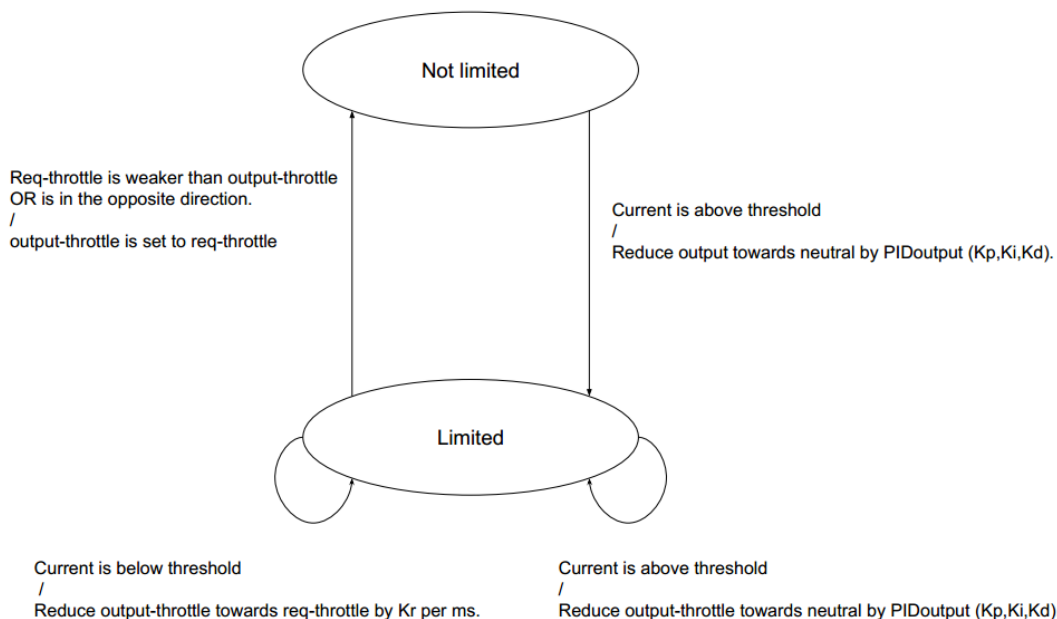 Not limited
Req-throttle is weaker than output-throttle
OR is in the opposite direction.
/
output-throttle is set to req-throttle
Current is above threshold
/
Reduce output towards neutral by PIDoutput (Kp,Ki,Kd).
Limited
Current is below threshold
/
Reduce output-throttle towards req-throttle by Kr per ms.
Current is above threshold
/
Reduce output-throttle towards neutral by PIDoutput (Kp,Ki,Kd)